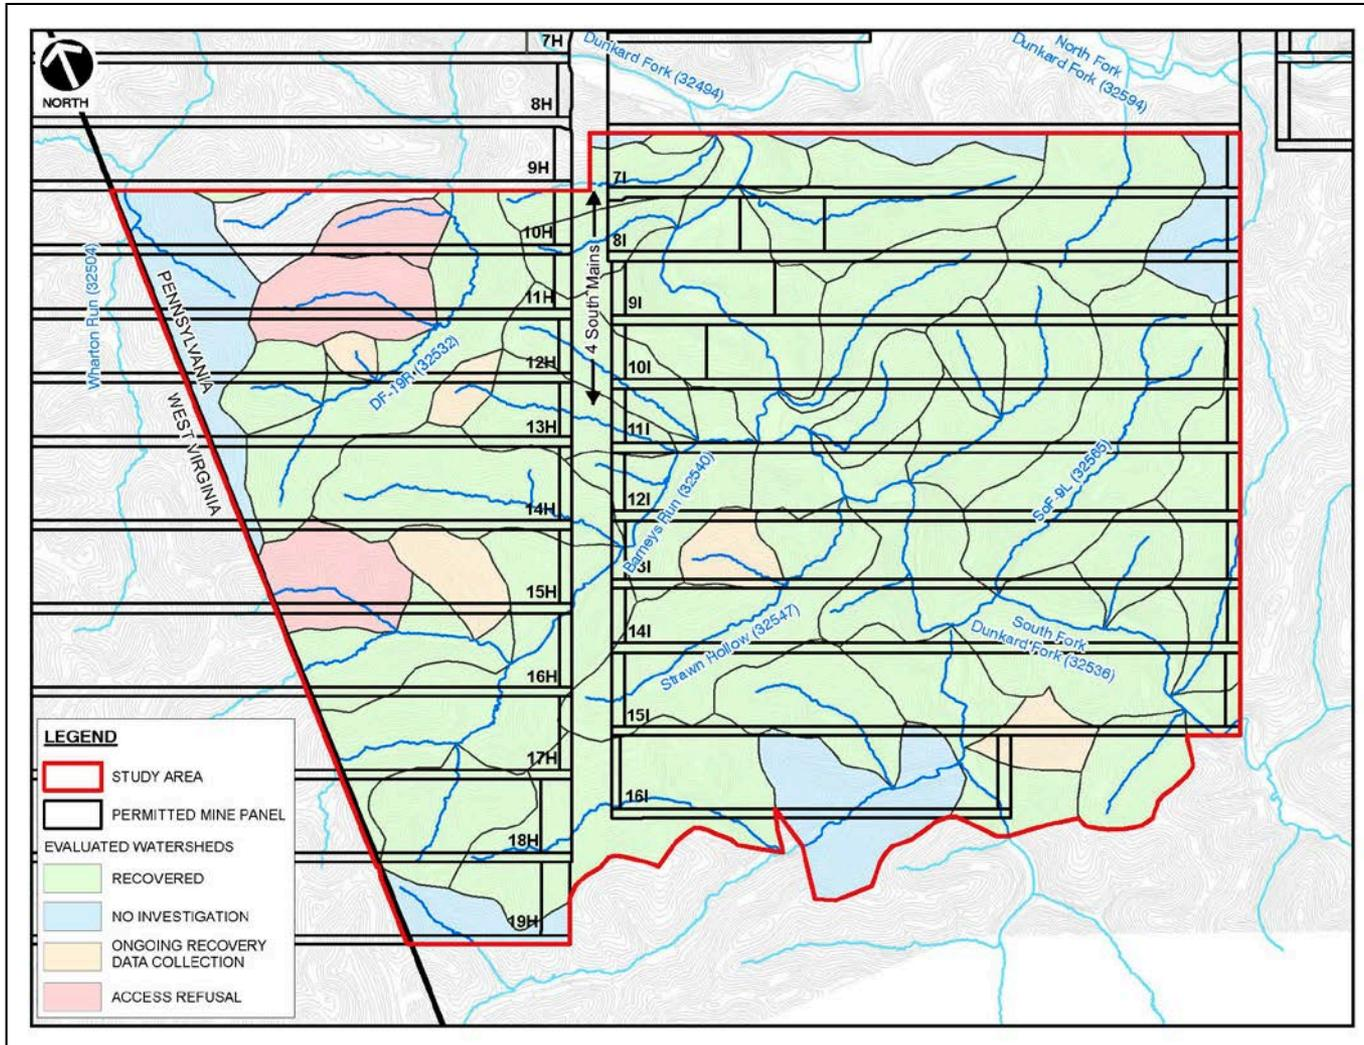 7H
Dunkard Fork (32494)
North Fork
Dunkard Fork (32594)
NORTH
8H
9H
7I
10H
8I
4 South Mains
Wharton Run (32504)
PENNSYLVANIA
WEST VIRGINIA
11H
9I
12H
DF-19R (32532)
10I
13H
11I
Barneys Run (32540)
SoF-9L (32565)
14H
12I
15H
3I
14I
Strawn Hollow (32547)
South Fork
Dunkard Fork (32536)
16H
15I
17H
16I
18H
19H
LEGEND
STUDY AREA
PERMITTED MINE PANEL
EVALUATED WATERSHEDS
RECOVERED
NO INVESTIGATION
ONGOING RECOVERY
DATA COLLECTION
ACCESS REFUSAL